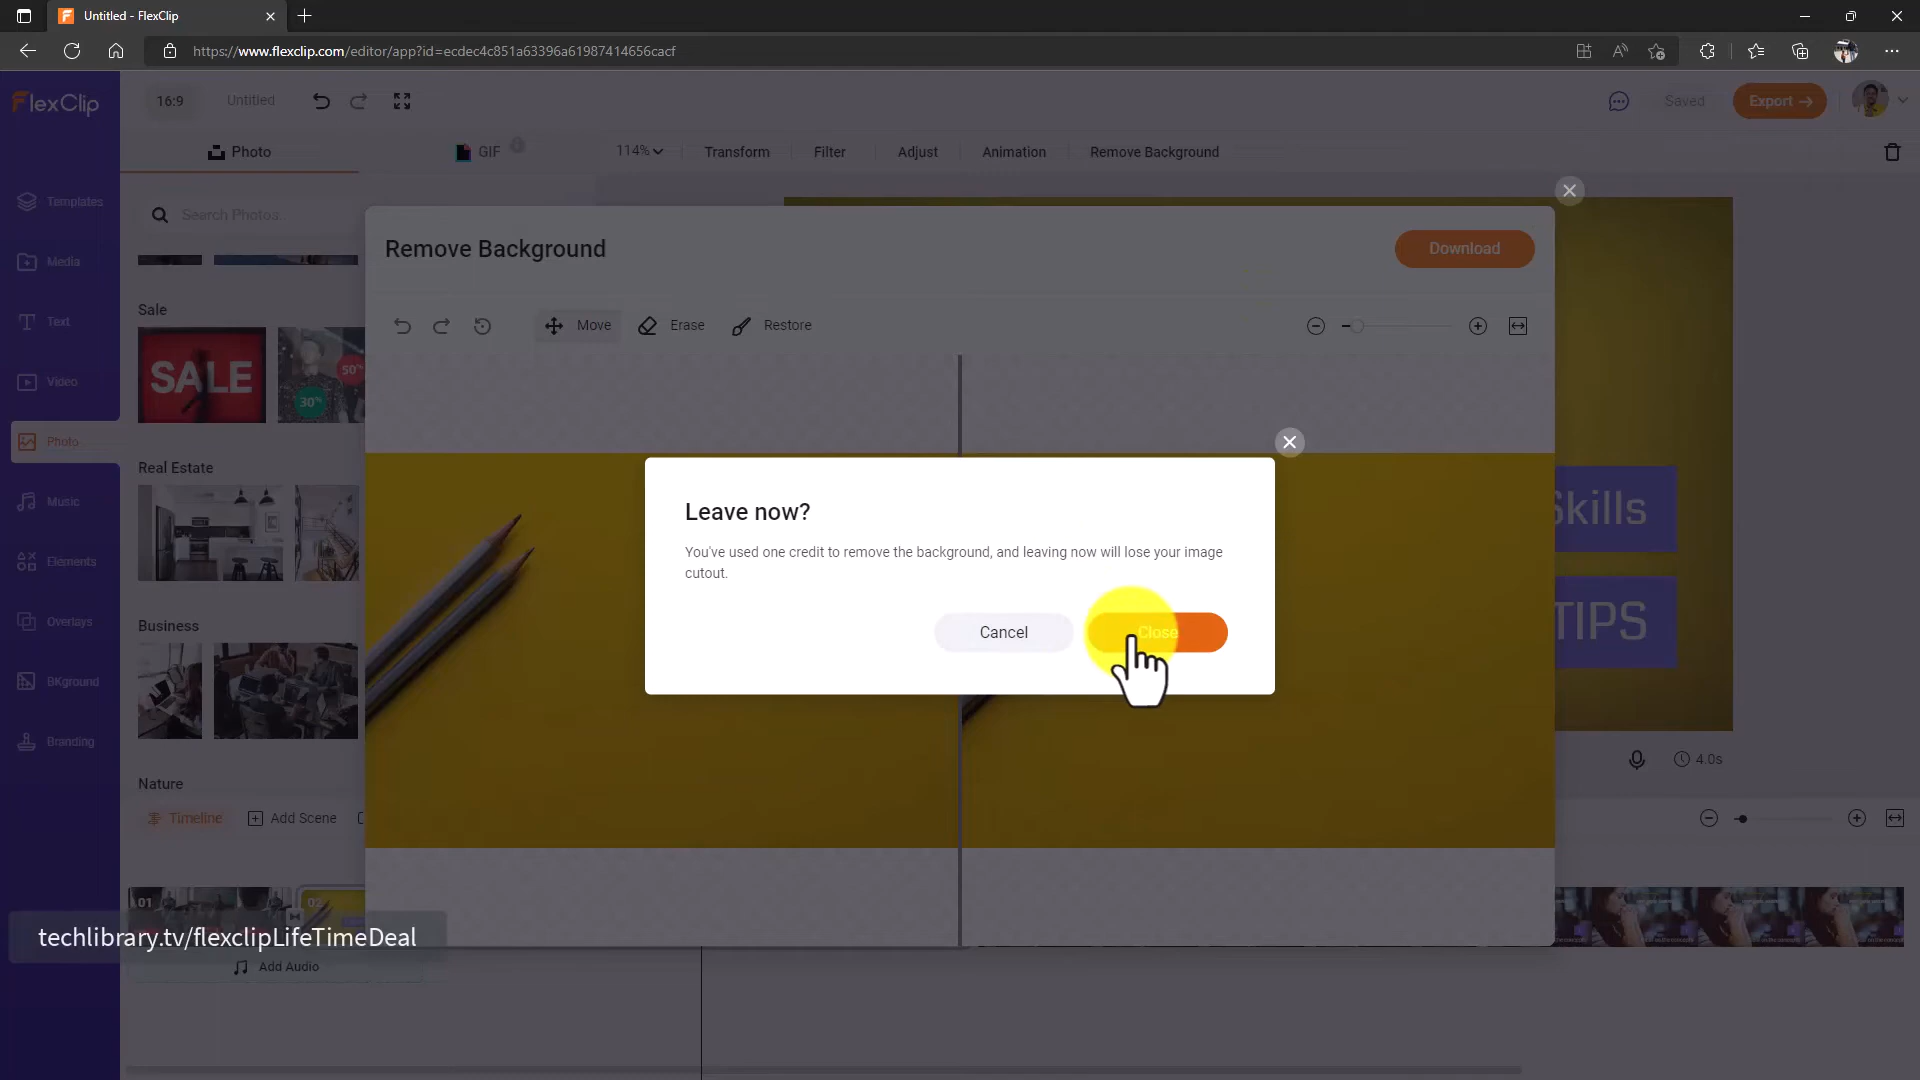 Untitled - FlexClip
https://www.flexclip.com/editor/app?id=ecdec4c851a63396a61987414656cacf
FlexClip
16:9
Untitled
Saved
Export
Photo
GIF
114%
Transform
Filter
Adjust
Animation
Remove Background
Templates
Media
Text
Video
Photo
Music
Elements
Overlays
BKground
Branding
Search Photos...
Sale
SALE
50%
30%
Real Estate
Business
Nature
Remove Background
Download
Move
Erase
Restore
Leave now?
You've used one credit to remove the background, and leaving now will lose your image
cutout.
Cancel
Close
Skills
TIPS
4.0s
Timeline
Add Scene
01
02
techlibrary.tv/flexclipLifeTimeDeal
Add Audio